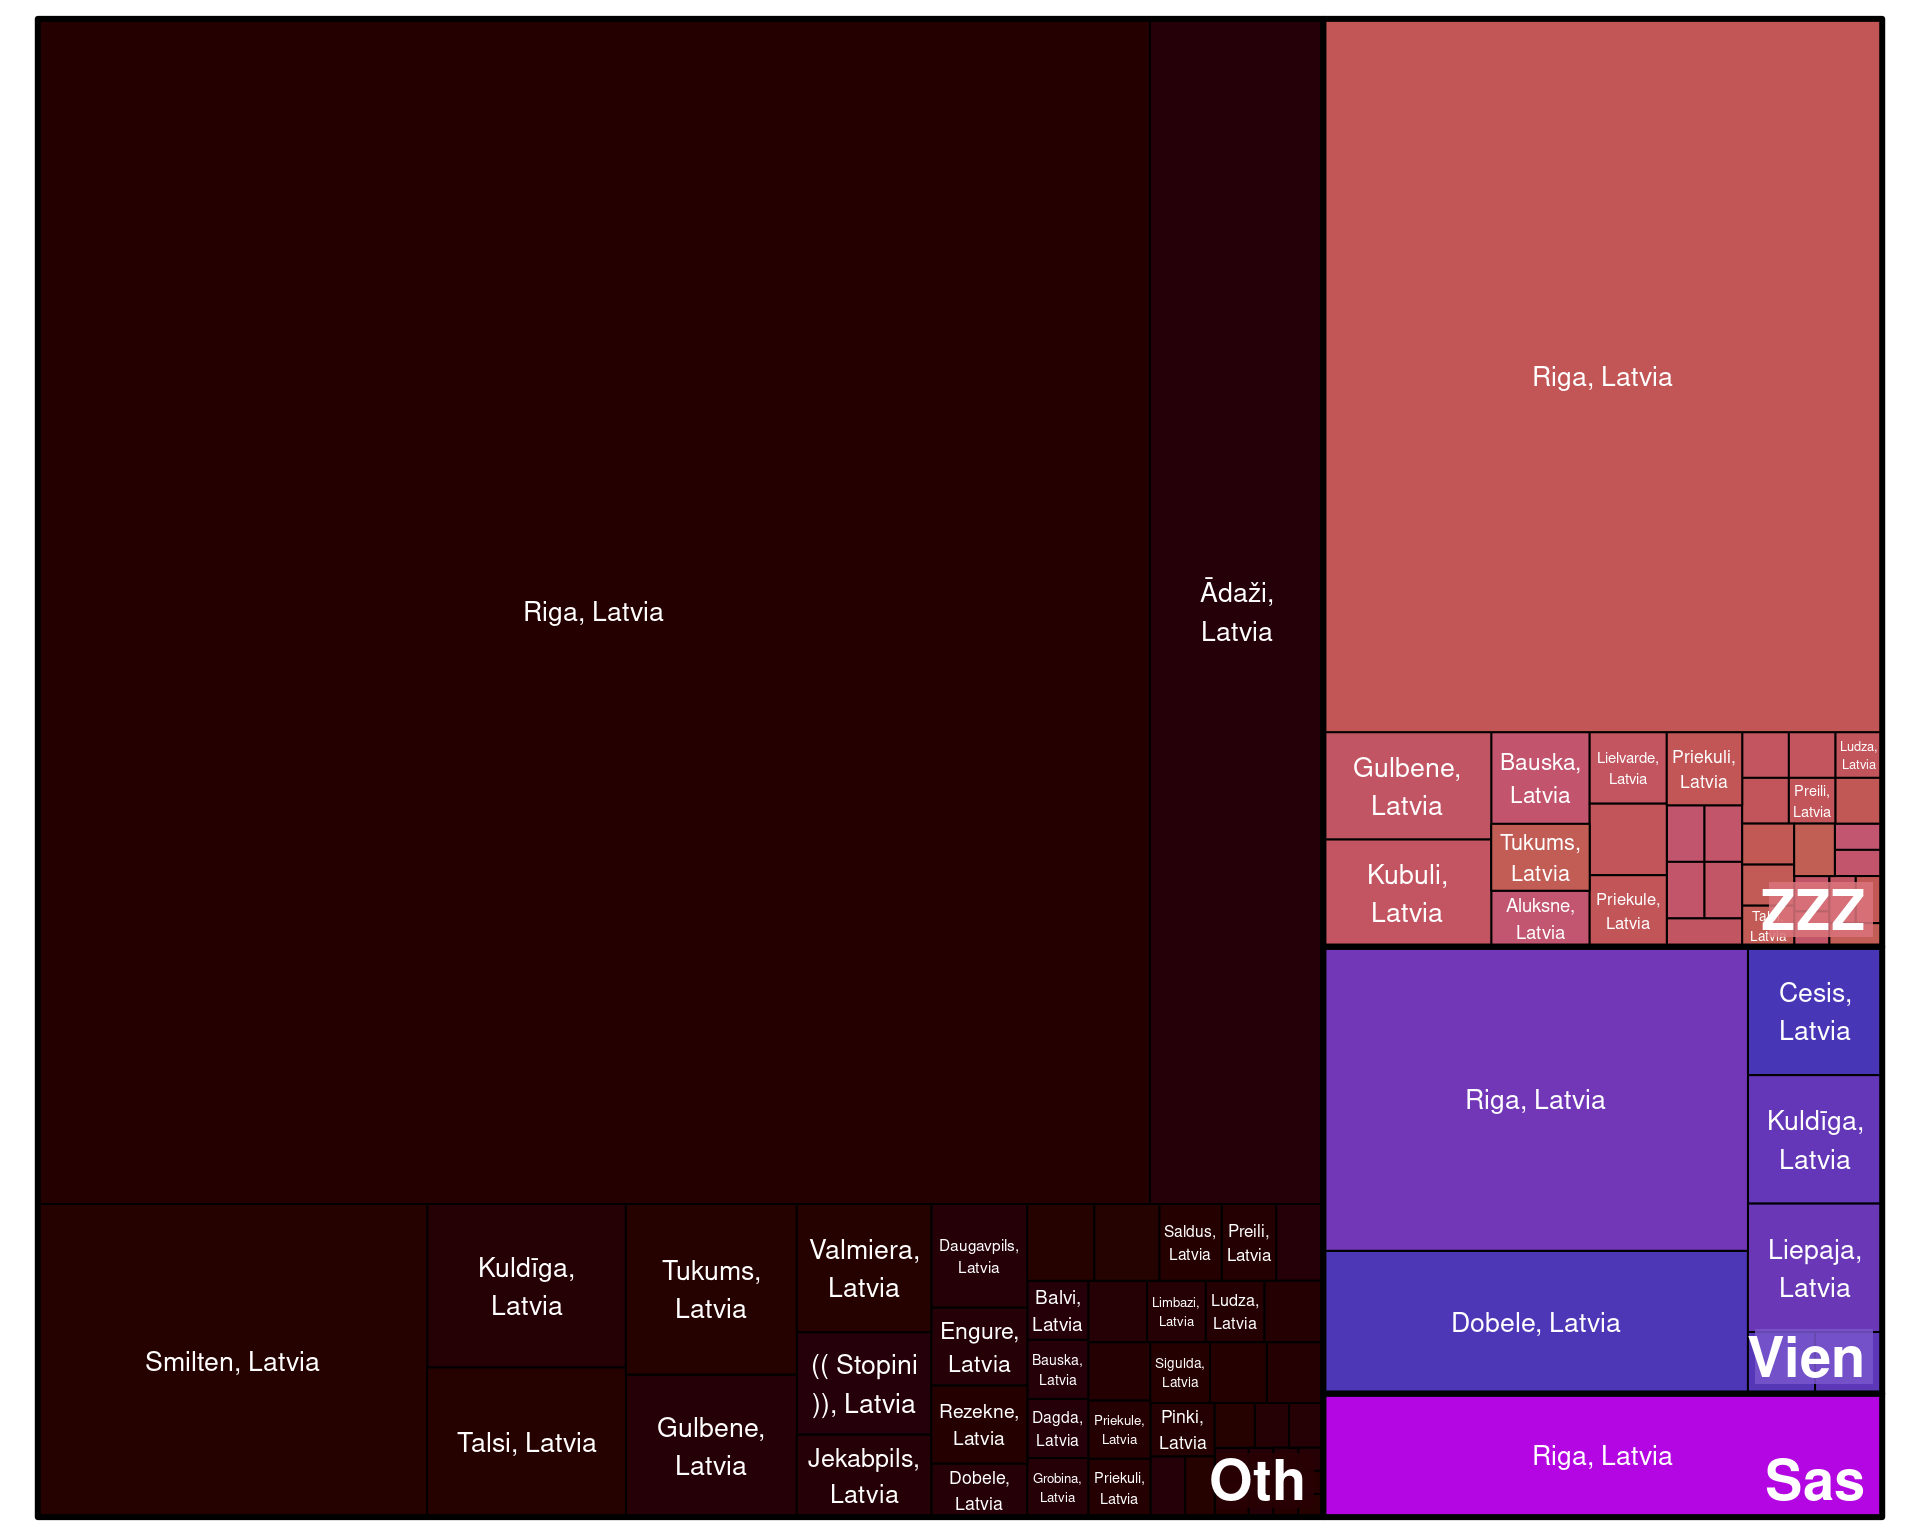 Riga, Latvia
Ādaži,
Latvia
Smilten, Latvia
Kuldīga,
Latvia
Talsi, Latvia
Tukums,
Latvia
Gulbene,
Latvia
Valmiera,
Latvia
(( Stopini
)), Latvia
Jekabpils,
Latvia
Daugavpils,
Latvia
Engure,
Latvia
Rezekne,
Latvia
Dobele,
Latvia
Saldus,
Latvia
Preili,
Latvia
Balvi,
Latvia
Limbazi,
Latvia
Ludza,
Latvia
Bauska,
Latvia
Sigulda,
Latvia
Dagda,
Latvia
Priekule,
Latvia
Pinki,
Latvia
Grobina,
Latvia
Priekuli,
Latvia
Oth
Riga, Latvia
Gulbene,
Latvia
Kubuli,
Latvia
Bauska,
Latvia
Tukums,
Latvia
Aluksne,
Latvia
Lielvarde,
Latvia
Priekule,
Latvia
Priekuli,
Latvia
Ludza,
Latvia
Preili,
Latvia
Latvia
ZZZ
Riga, Latvia
Dobele, Latvia
Cesis,
Latvia
Kuldīga,
Latvia
Liepaja,
Latvia
Vien
Riga, Latvia
Sas